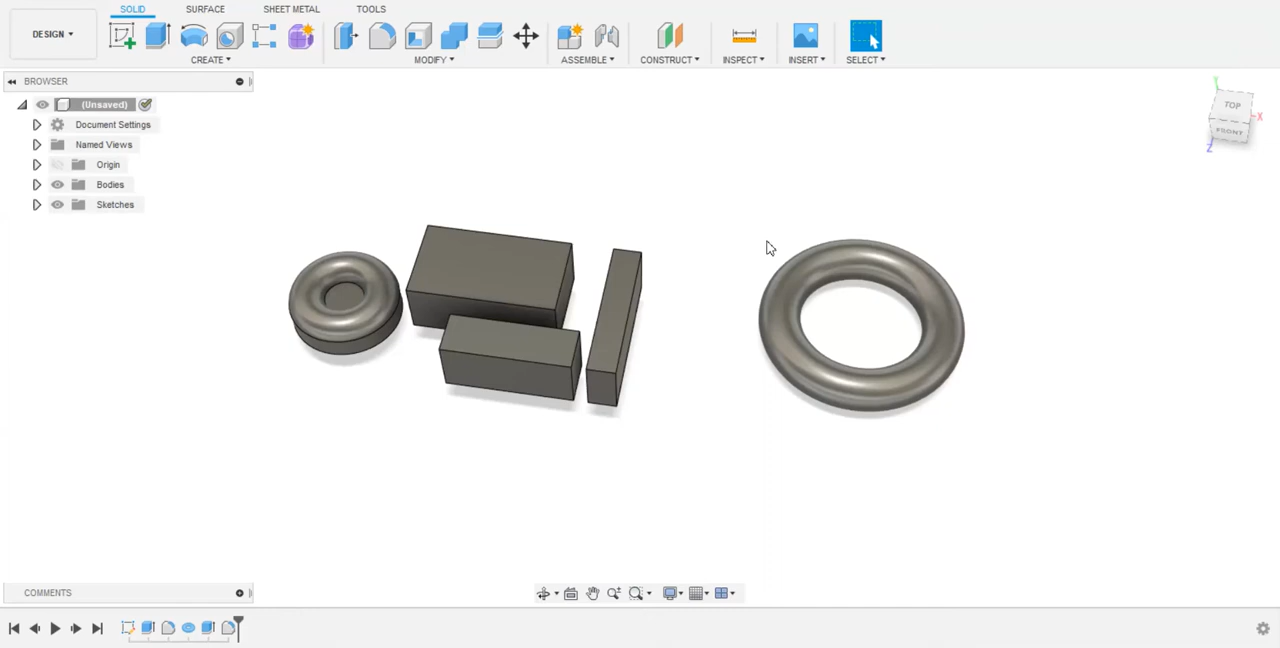 SOLID SURFACE SHEET METAL TOOLS
DESIGN
CREATE MODIFY ASSEMBLE CONSTRUCT INSPECT INSERT SELECT
BROWSER
(Unsaved)
Document Settings
Named Views
Origin
Bodies
Sketches
Y
TOP
X
FRONT
Z
COMMENTS